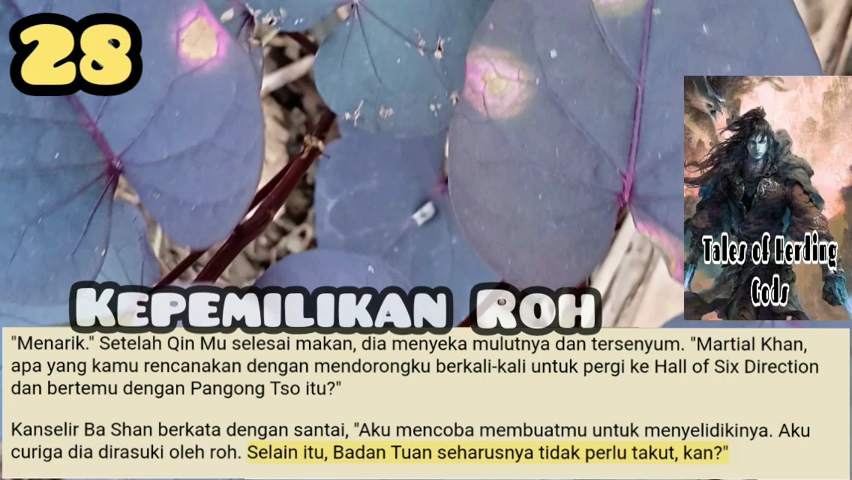 28
Tales of Herding
Gods
Kepemilikan Roh
"Menarik." Setelah Qin Mu selesai makan, dia menyeka mulutnya dan tersenyum. "Martial Khan,
apa yang kamu rencanakan dengan mendorongku berkali-kali untuk pergi ke Hall of Six Direction
dan bertemu dengan Pangong Tso itu?"
Kanselir Ba Shan berkata dengan santai, "Aku mencoba membuatmu untuk menyelidikinya. Aku
curiga dia dirasuki oleh roh. Selain itu, Badan Tuan seharusnya tidak perlu takut, kan?"